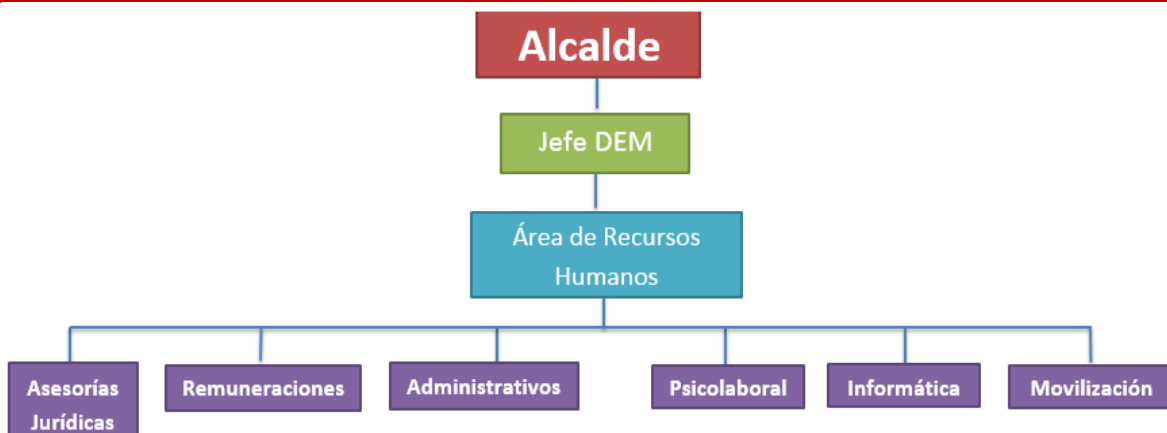 Alcalde
Jefe DEM
Área de Recursos
Humanos
Asesorías
Jurídicas
Remuneraciones
Administrativos
Psicolaboral
Informática
Movilización